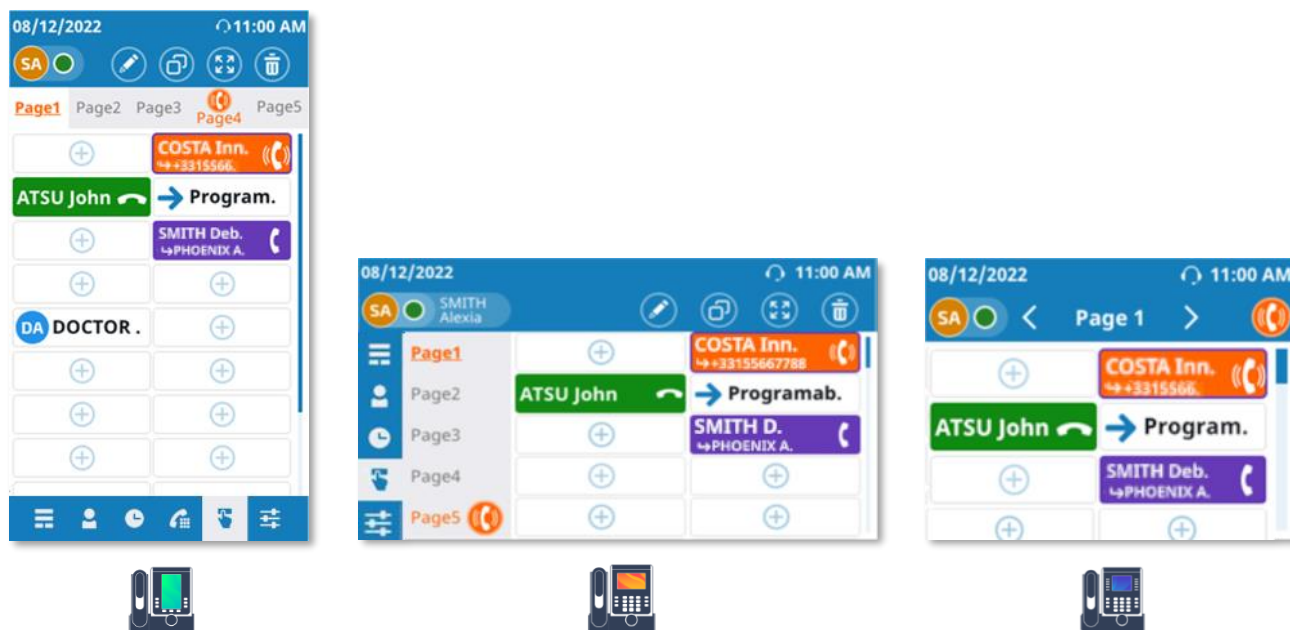 08/12/2022 11:00 AM
SA
Page1 Page2 Page3 Page4 Page5
COSTA Inn.
+3315566.
ATSU John Program.
SMITH Deb.
PHOENIX A.
DA DOCTOR .
08/12/2022 11:00 AM
SA SMITH
Alexia
Page1 COSTA Inn.
+33155667788
Page2 ATSU John Programab.
Page3 SMITH D.
PHOENIX A.
Page4
Page5
08/12/2022 11:00 AM
SA Page 1
COSTA Inn.
+3315566.
ATSU John Program.
SMITH Deb.
PHOENIX A.